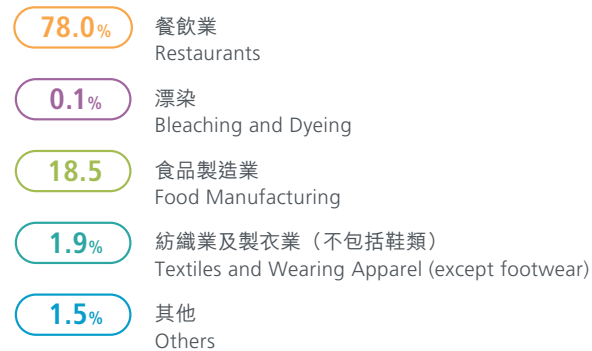 78.0%
餐飲業
Restaurants
0.1%
漂染
Bleaching and Dyeing
18.5
食品製造業
Food Manufacturing
1.9%
紡織業及製衣業（不包括鞋類）
Textiles and Wearing Apparel (except footwear)
1.5%
其他
Others